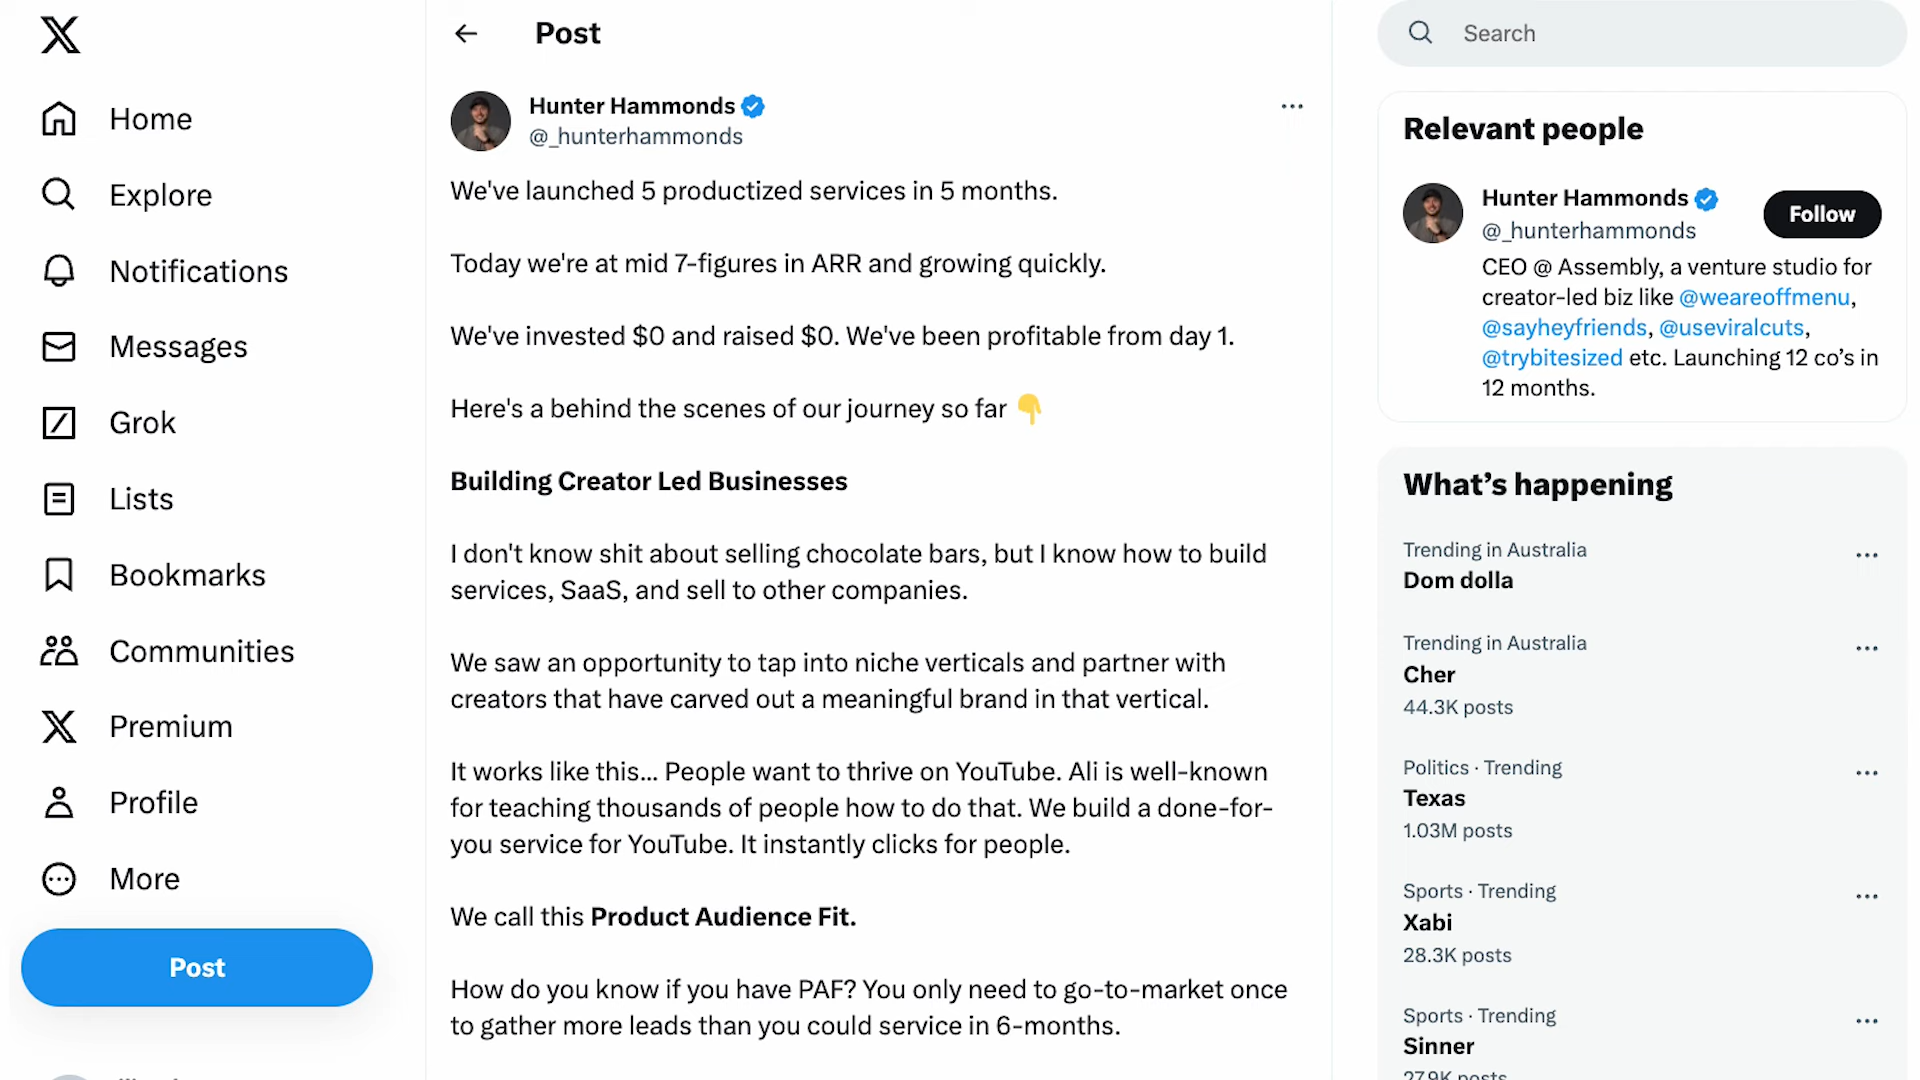 Home
Explore
Notifications
Messages
Grok
Lists
Bookmarks
Communities
Premium
Profile
More
Post
Post
Hunter Hammonds
@_hunterhammonds
We've launched 5 productized services in 5 months.
Today we're at mid 7-figures in ARR and growing quickly.
We've invested $0 and raised $0. We've been profitable from day 1.
Here's a behind the scenes of our journey so far 👇
Building Creator Led Businesses
I don't know shit about selling chocolate bars, but I know how to build
services, SaaS, and sell to other companies.
We saw an opportunity to tap into niche verticals and partner with
creators that have carved out a meaningful brand in that vertical.
It works like this... People want to thrive on YouTube. Ali is well-known
for teaching thousands of people how to do that. We build a done-for-
you service for YouTube. It instantly clicks for people.
We call this Product Audience Fit.
How do you know if you have PAF? You only need to go-to-market once
to gather more leads than you could service in 6-months.
Search
Relevant people
Hunter Hammonds
@_hunterhammonds
Follow
CEO @ Assembly, a venture studio for
creator-led biz like @weareoffmenu,
@sayheyfriends, @useviralcuts,
@trybitesized etc. Launching 12 co’s in
12 months.
What’s happening
Trending in Australia
Dom dolla
Trending in Australia
Cher
44.3K posts
Politics · Trending
Texas
1.03M posts
Sports · Trending
Xabi
28.3K posts
Sports · Trending
Sinner
27.9K posts